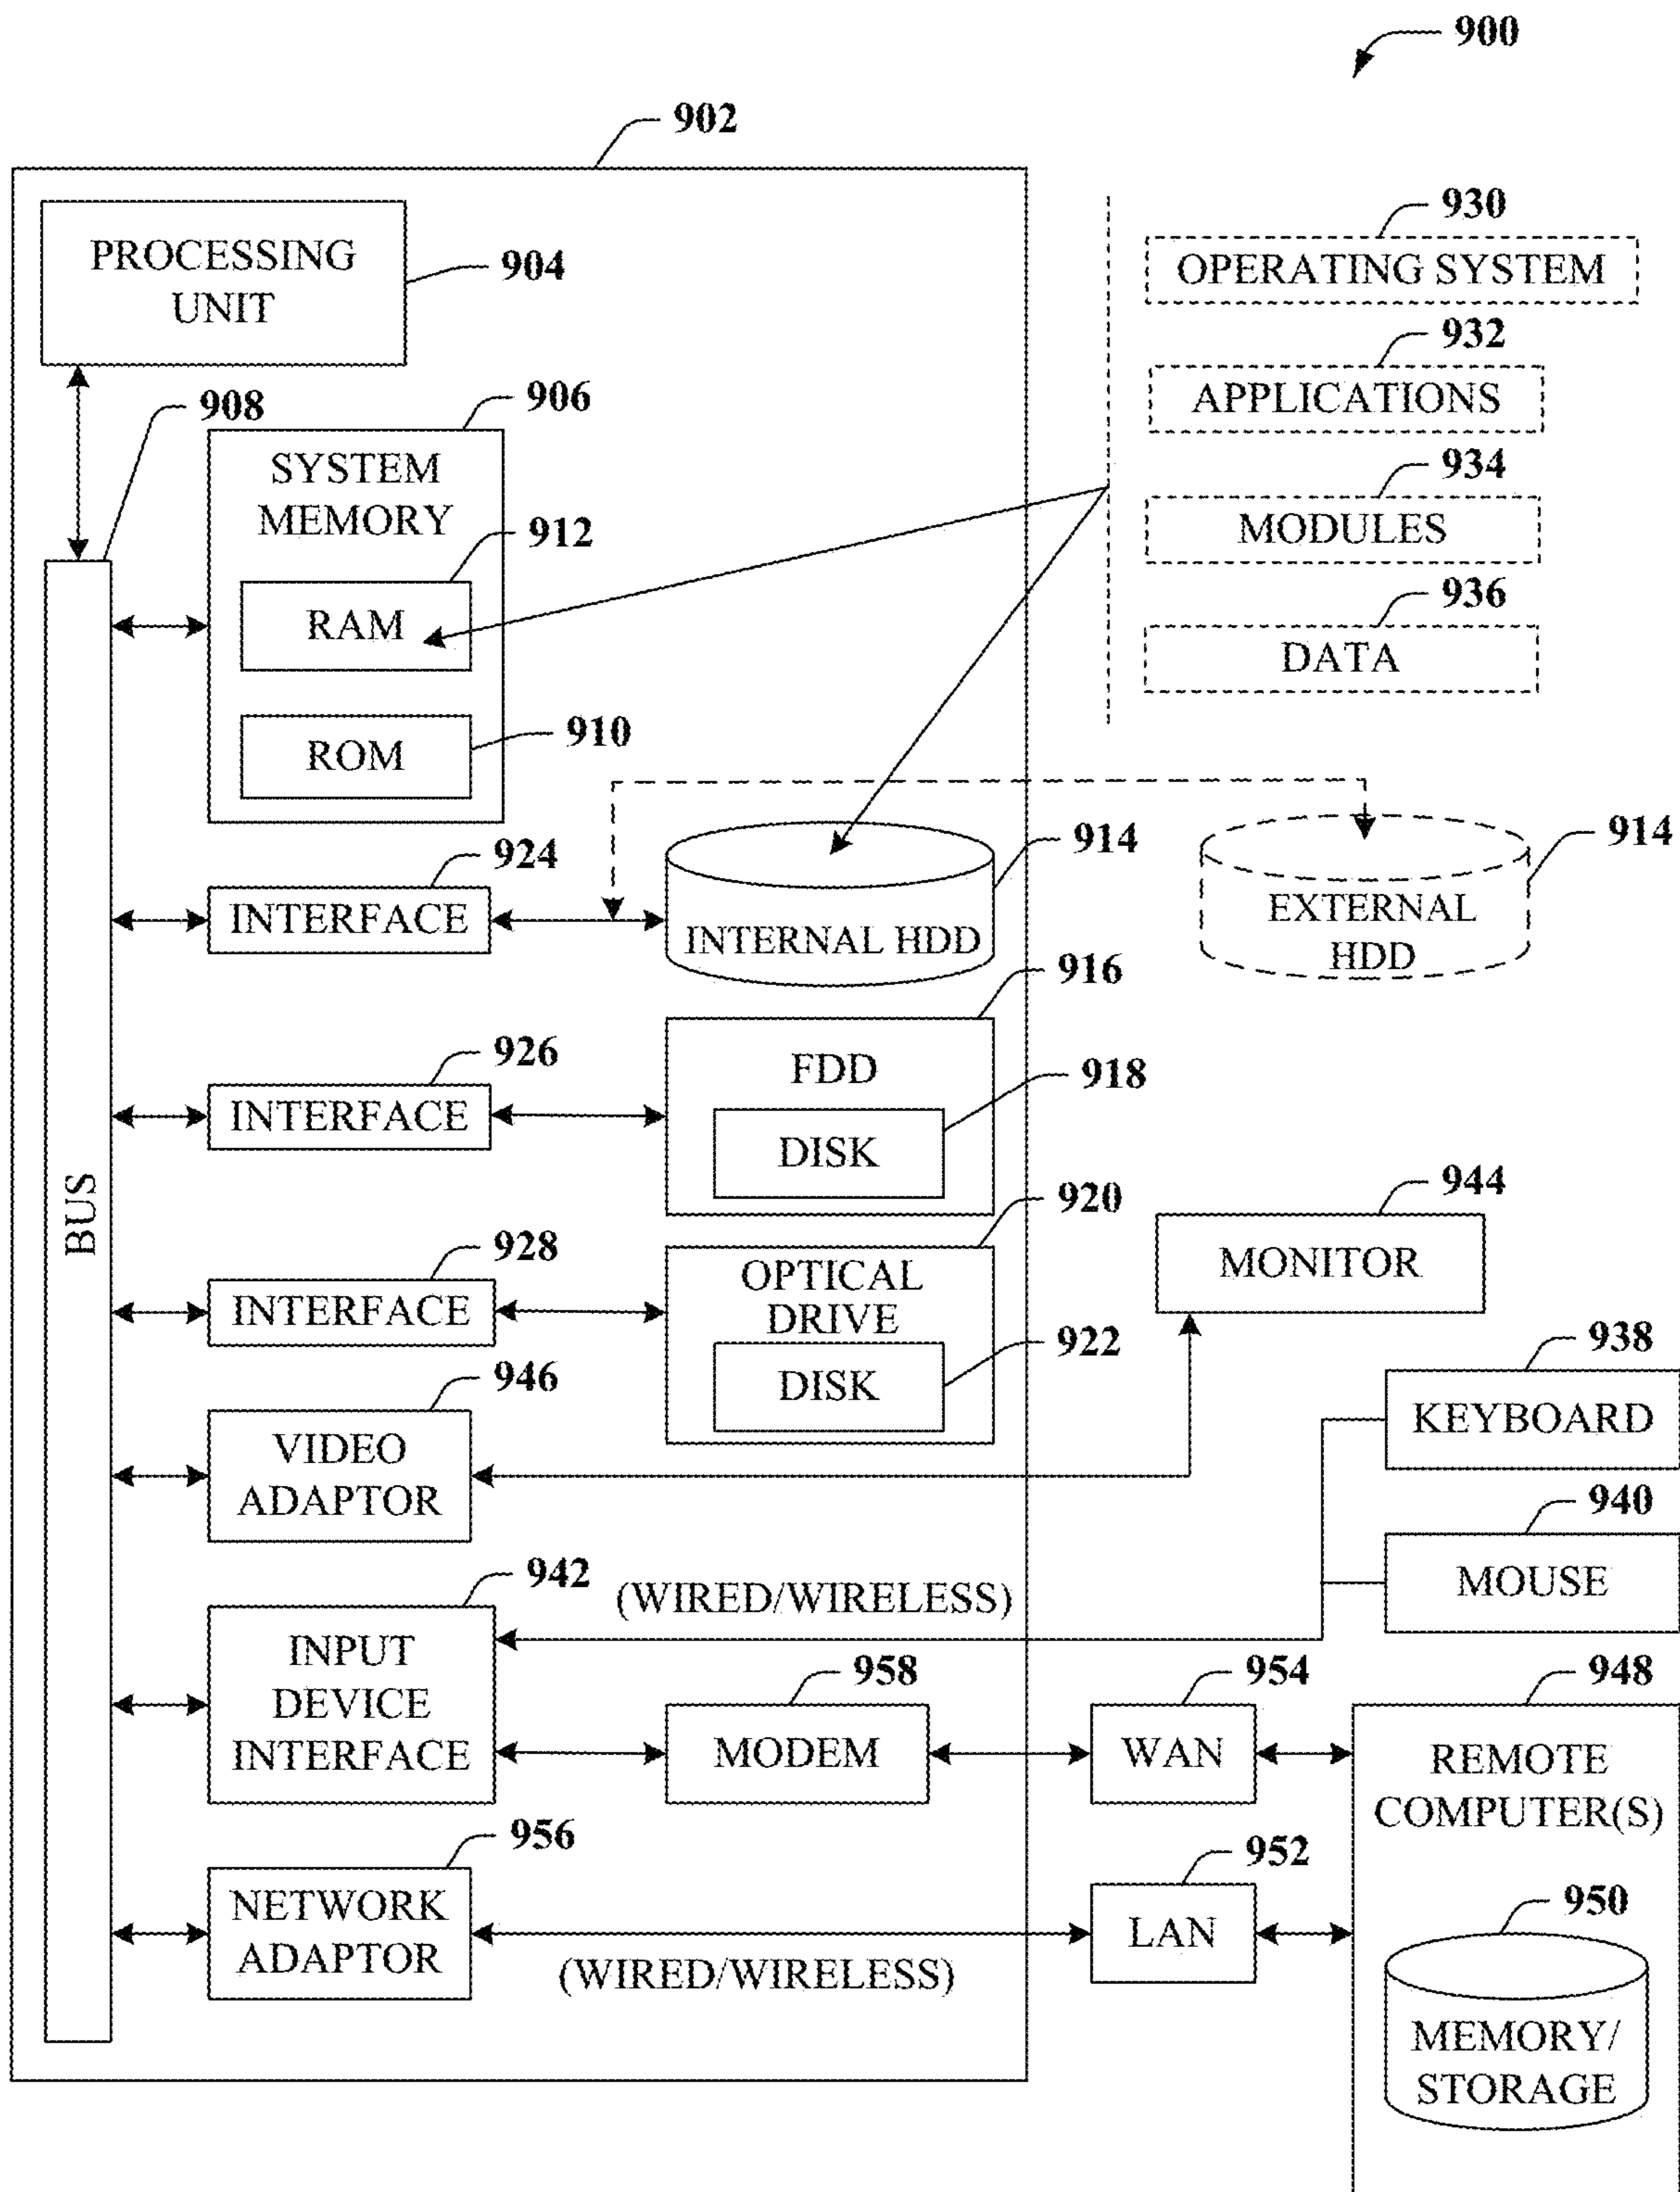 900
902
PROCESSING
UNIT
904
930
OPERATING SYSTEM
932
APPLICATIONS
934
MODULES
936
DATA
908
906
SYSTEM
MEMORY
912
RAM
910
ROM
BUS
924
INTERFACE
914
INTERNAL HDD
914
EXTERNAL
HDD
926
INTERFACE
916
FDD
918
DISK
928
INTERFACE
920
OPTICAL
DRIVE
922
DISK
944
MONITOR
946
VIDEO
ADAPTOR
938
KEYBOARD
940
MOUSE
942
INPUT
DEVICE
INTERFACE
(WIRED/WIRELESS)
958
MODEM
954
WAN
948
REMOTE
COMPUTER(S)
956
NETWORK
ADAPTOR
(WIRED/WIRELESS)
952
LAN
950
MEMORY/
STORAGE